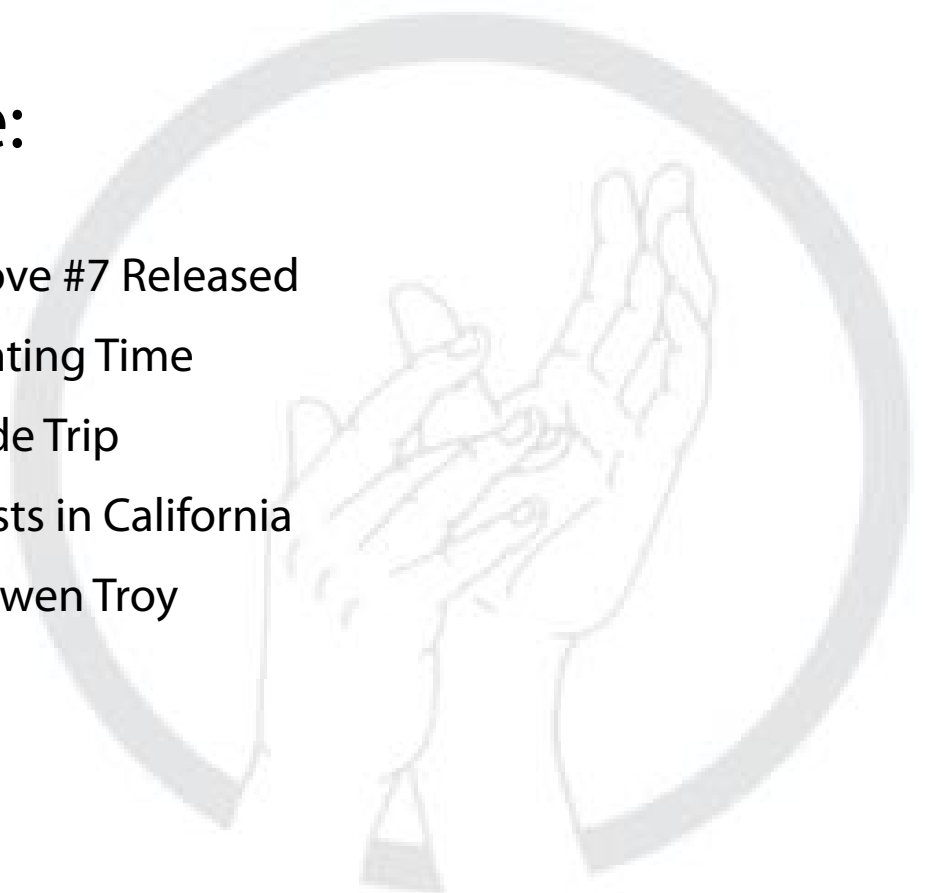 e:
ove #7 Released
ating Time
de Trip
sts in California
wen Troy